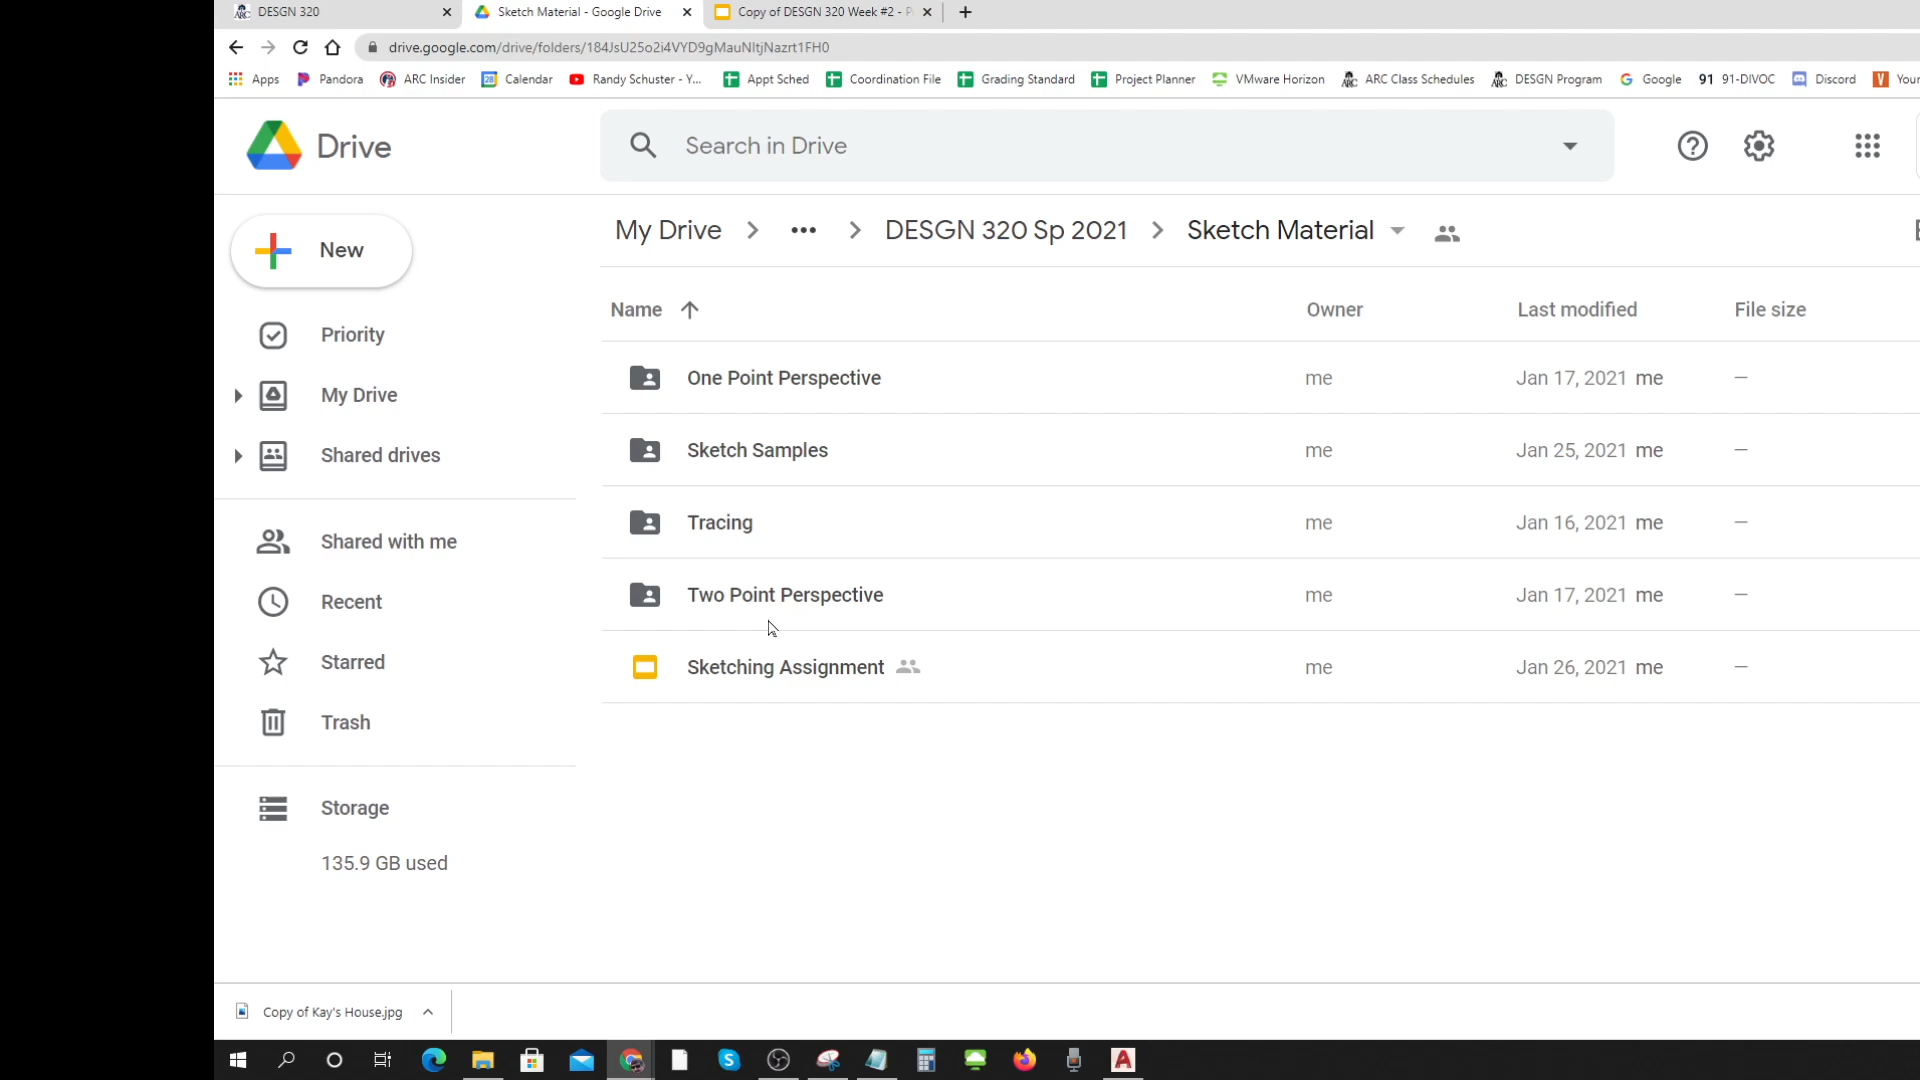 ARC DESGN 320 Sketch Material - Google Drive Copy of DESGN 320 Week #2 -
drive.google.com/drive/folders/184JsU25o2i4VYD9gMauNItjNazrt1FH0
Apps Pandora ARC Insider Calendar Randy Schuster - Y... Appt Sched Coordination File Grading Standard Project Planner VMware Horizon ARC Class Schedules DESGN Program Google 91 91-DIVOC Discord V Your
Drive Search in Drive
My Drive ... DESGN 320 Sp 2021 Sketch Material
New
Name Owner Last modified File size
Priority
One Point Perspective me Jan 17, 2021 me —
My Drive
Sketch Samples me Jan 25, 2021 me —
Shared drives
Tracing me Jan 16, 2021 me —
Shared with me
Two Point Perspective me Jan 17, 2021 me —
Recent
Sketching Assignment me Jan 26, 2021 me —
Starred
Trash
Storage
135.9 GB used
Copy of Kay's House.jpg